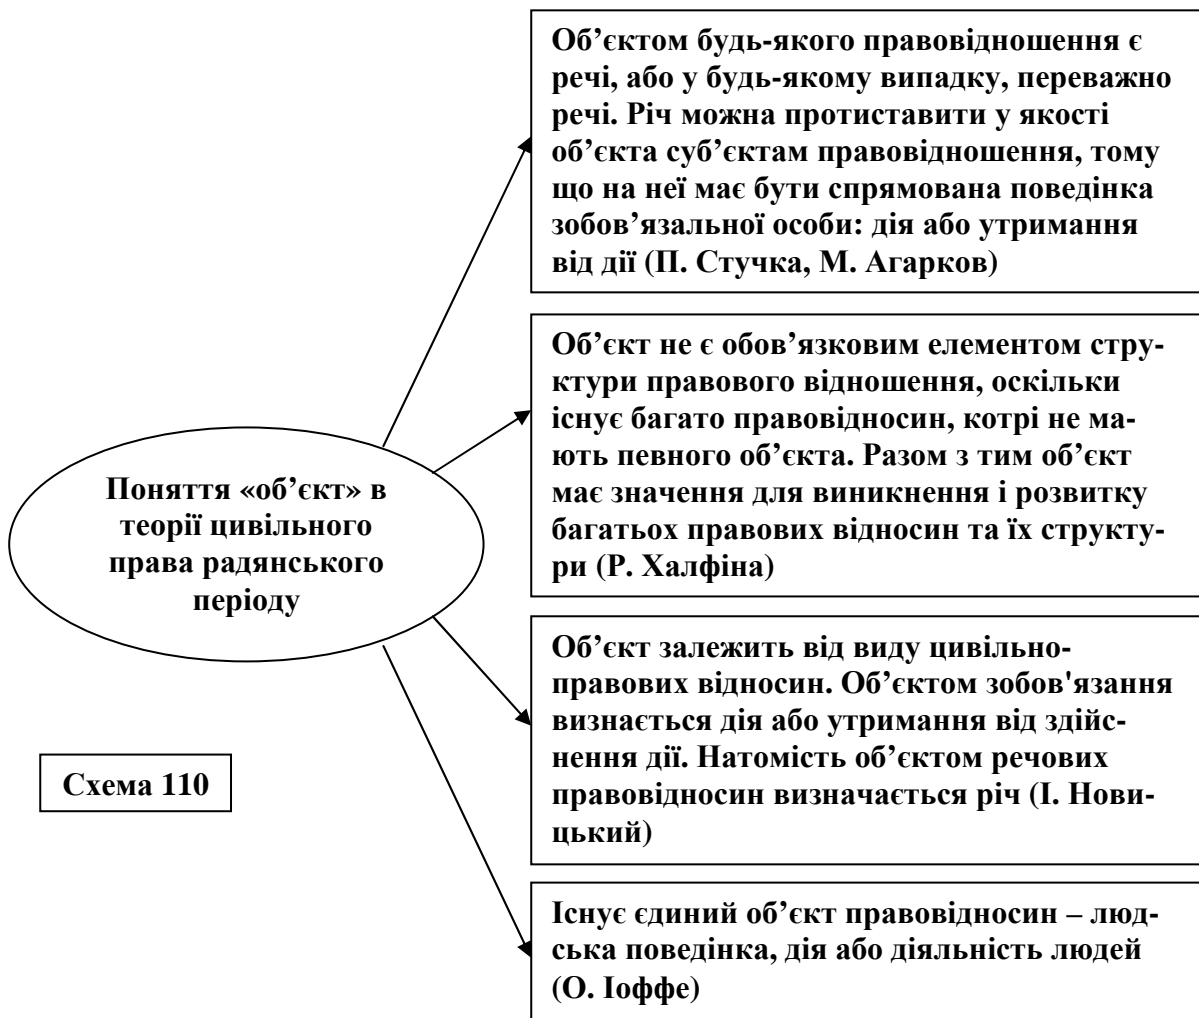 Об’єктом будь-якого правовідношення є
речі, або у будь-якому випадку, переважно
речі. Річ можна протиставити у якості
об’єкта суб’єктам правовідношення, тому
що на неї має бути спрямована поведінка
зобов’язальної особи: дія або утримання
від дії (П. Стучка, М. Агарков)
Об’єкт не є обов’язковим елементом стру-
ктури правового відношення, оскільки
існує багато правовідносин, котрі не ма-
ють певного об’єкта. Разом з тим об’єкт
має значення для виникнення і розвитку
багатьох правових відносин та їх структу-
ри (Р. Халфіна)
Поняття «об’єкт» в
теорії цивільного
права радянського
періоду
Об’єкт залежить від виду цивільно-
правових відносин. Об’єктом зобов'язання
визнається дія або утримання від здійс-
нення дії. Натомість об’єктом речових
правовідносин визначається річ (І. Нови-
цький)
Схема 110
Існує єдиний об’єкт правовідносин – люд-
ська поведінка, дія або діяльність людей
(О. Іоффе)